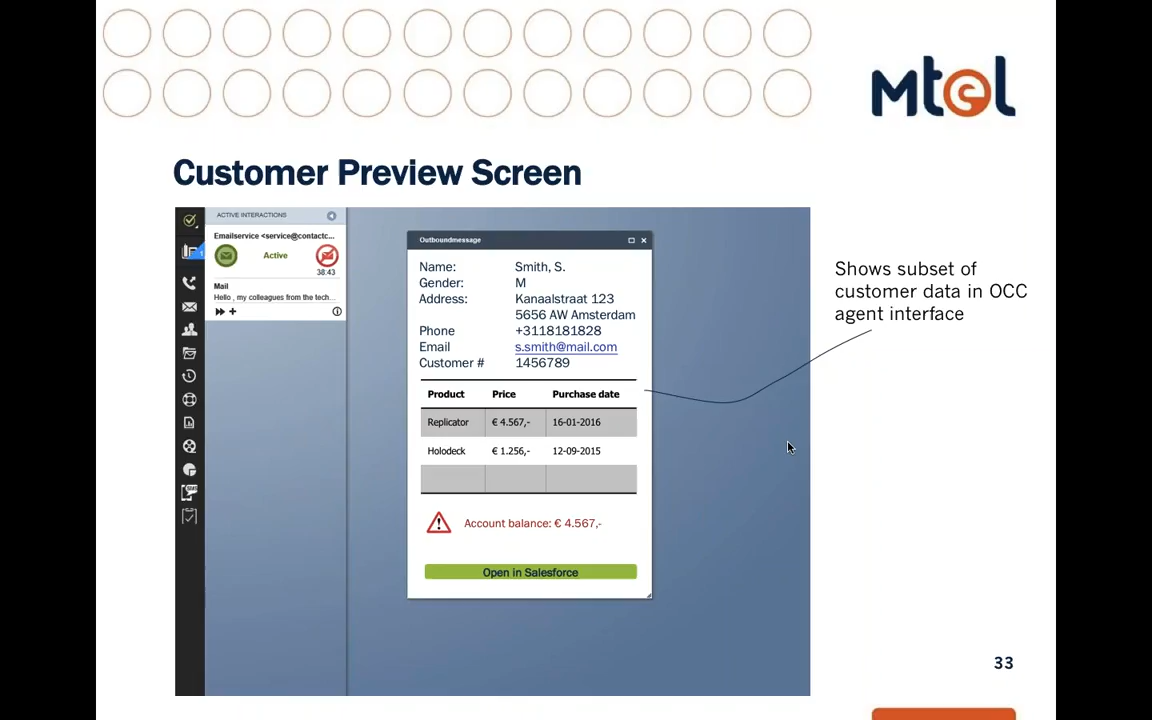 Mtel
Customer Preview Screen
ACTIVE INTERACTIONS
Emailservice <service@contactc...
Active
38:43
Mail
Hello , my colleagues from the tech...
Outboundmessage
Name: Smith, S.
Gender: M
Address: Kanaalstraat 123
5656 AW Amsterdam
Phone +3118181828
Email s.smith@mail.com
Customer # 1456789
Product Price Purchase date
Replicator € 4.567,- 16-01-2016
Holodeck € 1.256,- 12-09-2015
Account balance: € 4.567,-
Open in Salesforce
Shows subset of
customer data in OCC
agent interface
33